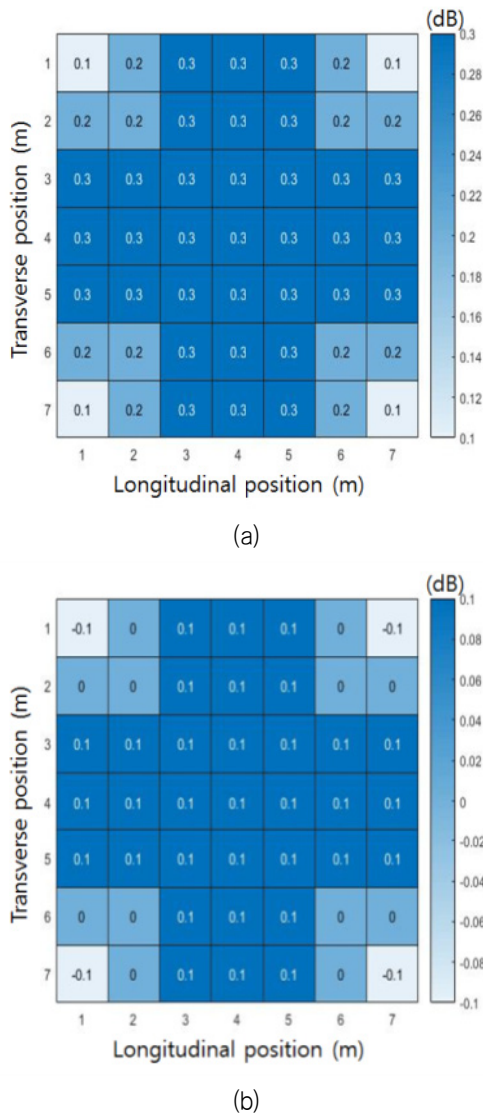 (dB)
1 0.1 0.2 0.3 0.3 0.3 0.2 0.1 0.3
2 0.2 0.2 0.3 0.3 0.3 0.2 0.2 0.28
3 0.3 0.3 0.3 0.3 0.3 0.3 0.3 0.26
0.24
4 0.3 0.3 0.3 0.3 0.3 0.3 0.3 0.22
0.2
5 0.3 0.3 0.3 0.3 0.3 0.3 0.3 0.18
0.16
6 0.2 0.2 0.3 0.3 0.3 0.2 0.2 0.14
7 0.1 0.2 0.3 0.3 0.3 0.2 0.1 0.12
0.1
1 2 3 4 5 6 7
Transverse position (m)
Longitudinal position (m)
(a)
(dB)
1 -0.1 0 0.1 0.1 0.1 0 -0.1 0.1
2 0 0 0.1 0.1 0.1 0 0 0.08
3 0.1 0.1 0.1 0.1 0.1 0.1 0.1 0.06
0.04
4 0.1 0.1 0.1 0.1 0.1 0.1 0.1 0.02
0
5 0.1 0.1 0.1 0.1 0.1 0.1 0.1 -0.02
-0.04
6 0 0 0.1 0.1 0.1 0 0 -0.06
7 -0.1 0 0.1 0.1 0.1 0 -0.1 -0.08
-0.1
1 2 3 4 5 6 7
Transverse position (m)
Longitudinal position (m)
(b)